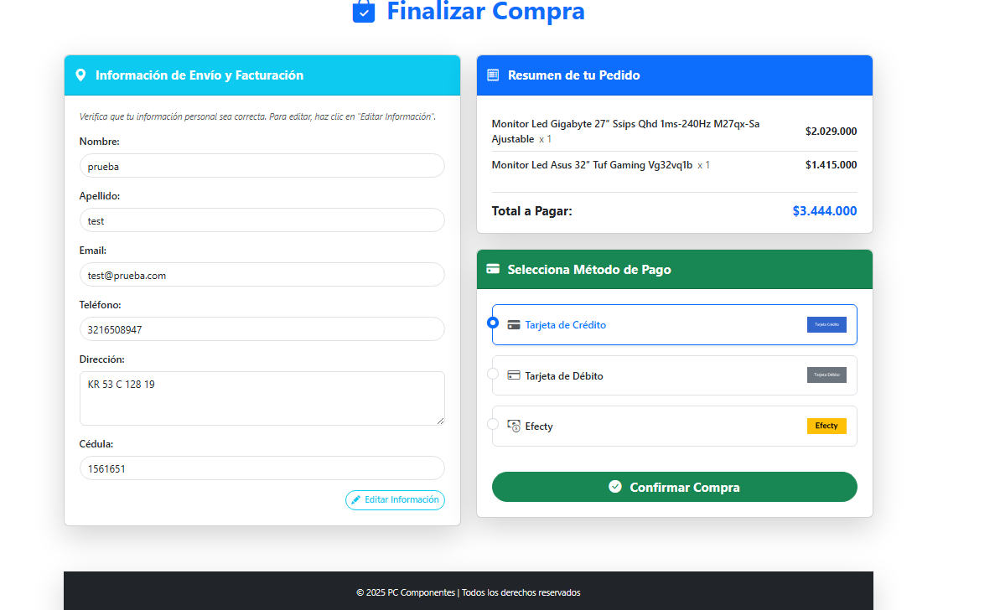 Finalizar Compra
Información de Envío y Facturación
Verifica que tu información personal sea correcta. Para editar, haz clic en "Editar Información".
Nombre:
prueba
Apellido:
test
Email:
test@prueba.com
Teléfono:
3216508947
Dirección:
KR 53 C 128 19
Cédula:
1561651
Editar Información
Resumen de tu Pedido
Monitor Led Gigabyte 27” Ssips Qhd 1ms-240Hz M27qx-Sa
Ajustable x 1
$2.029.000
Monitor Led Asus 32” Tuf Gaming Vg32vq1b x 1
$1.415.000
Total a Pagar:
$3.444.000
Selecciona Método de Pago
Tarjeta de Crédito
Tarjeta Crédito
Tarjeta de Débito
Tarjeta Débito
Efecty
Efecty
Confirmar Compra
© 2025 PC Componentes | Todos los derechos reservados